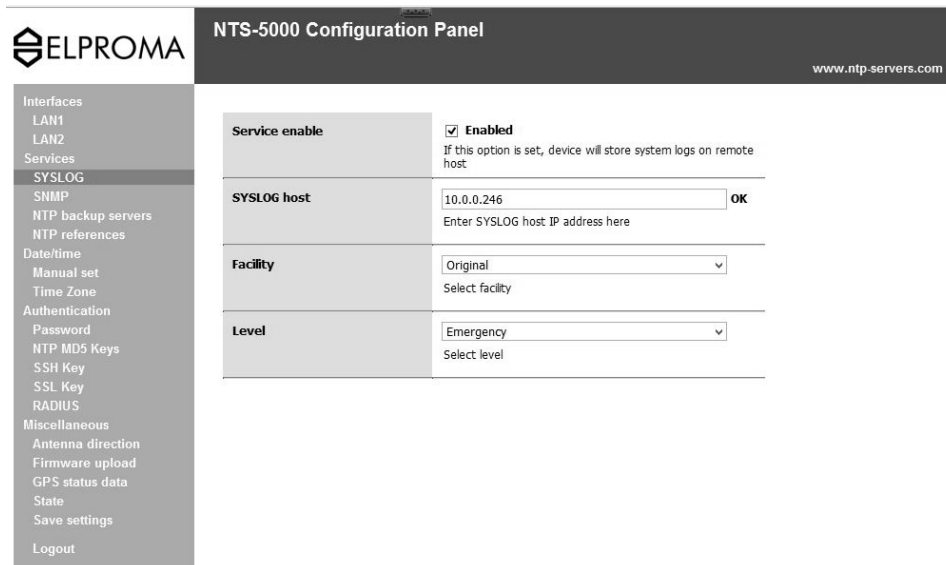 ELPROMA
NTS-5000 Configuration Panel
www.ntp-servers.com
Interfaces
LAN1
LAN2
Services
SYSLOG
SNMP
NTP backup servers
NTP references
Date/time
Manual set
Time Zone
Authentication
Password
NTP MD5 Keys
SSH Key
SSL Key
RADIUS
Miscellaneous
Antenna direction
Firmware upload
GPS status data
State
Save settings
Logout
Service enable
Enabled
If this option is set, device will store system logs on remote
host
SYSLOG host
10.0.0.246 OK
Enter SYSLOG host IP address here
Facility
Original
Select facility
Level
Emergency
Select level